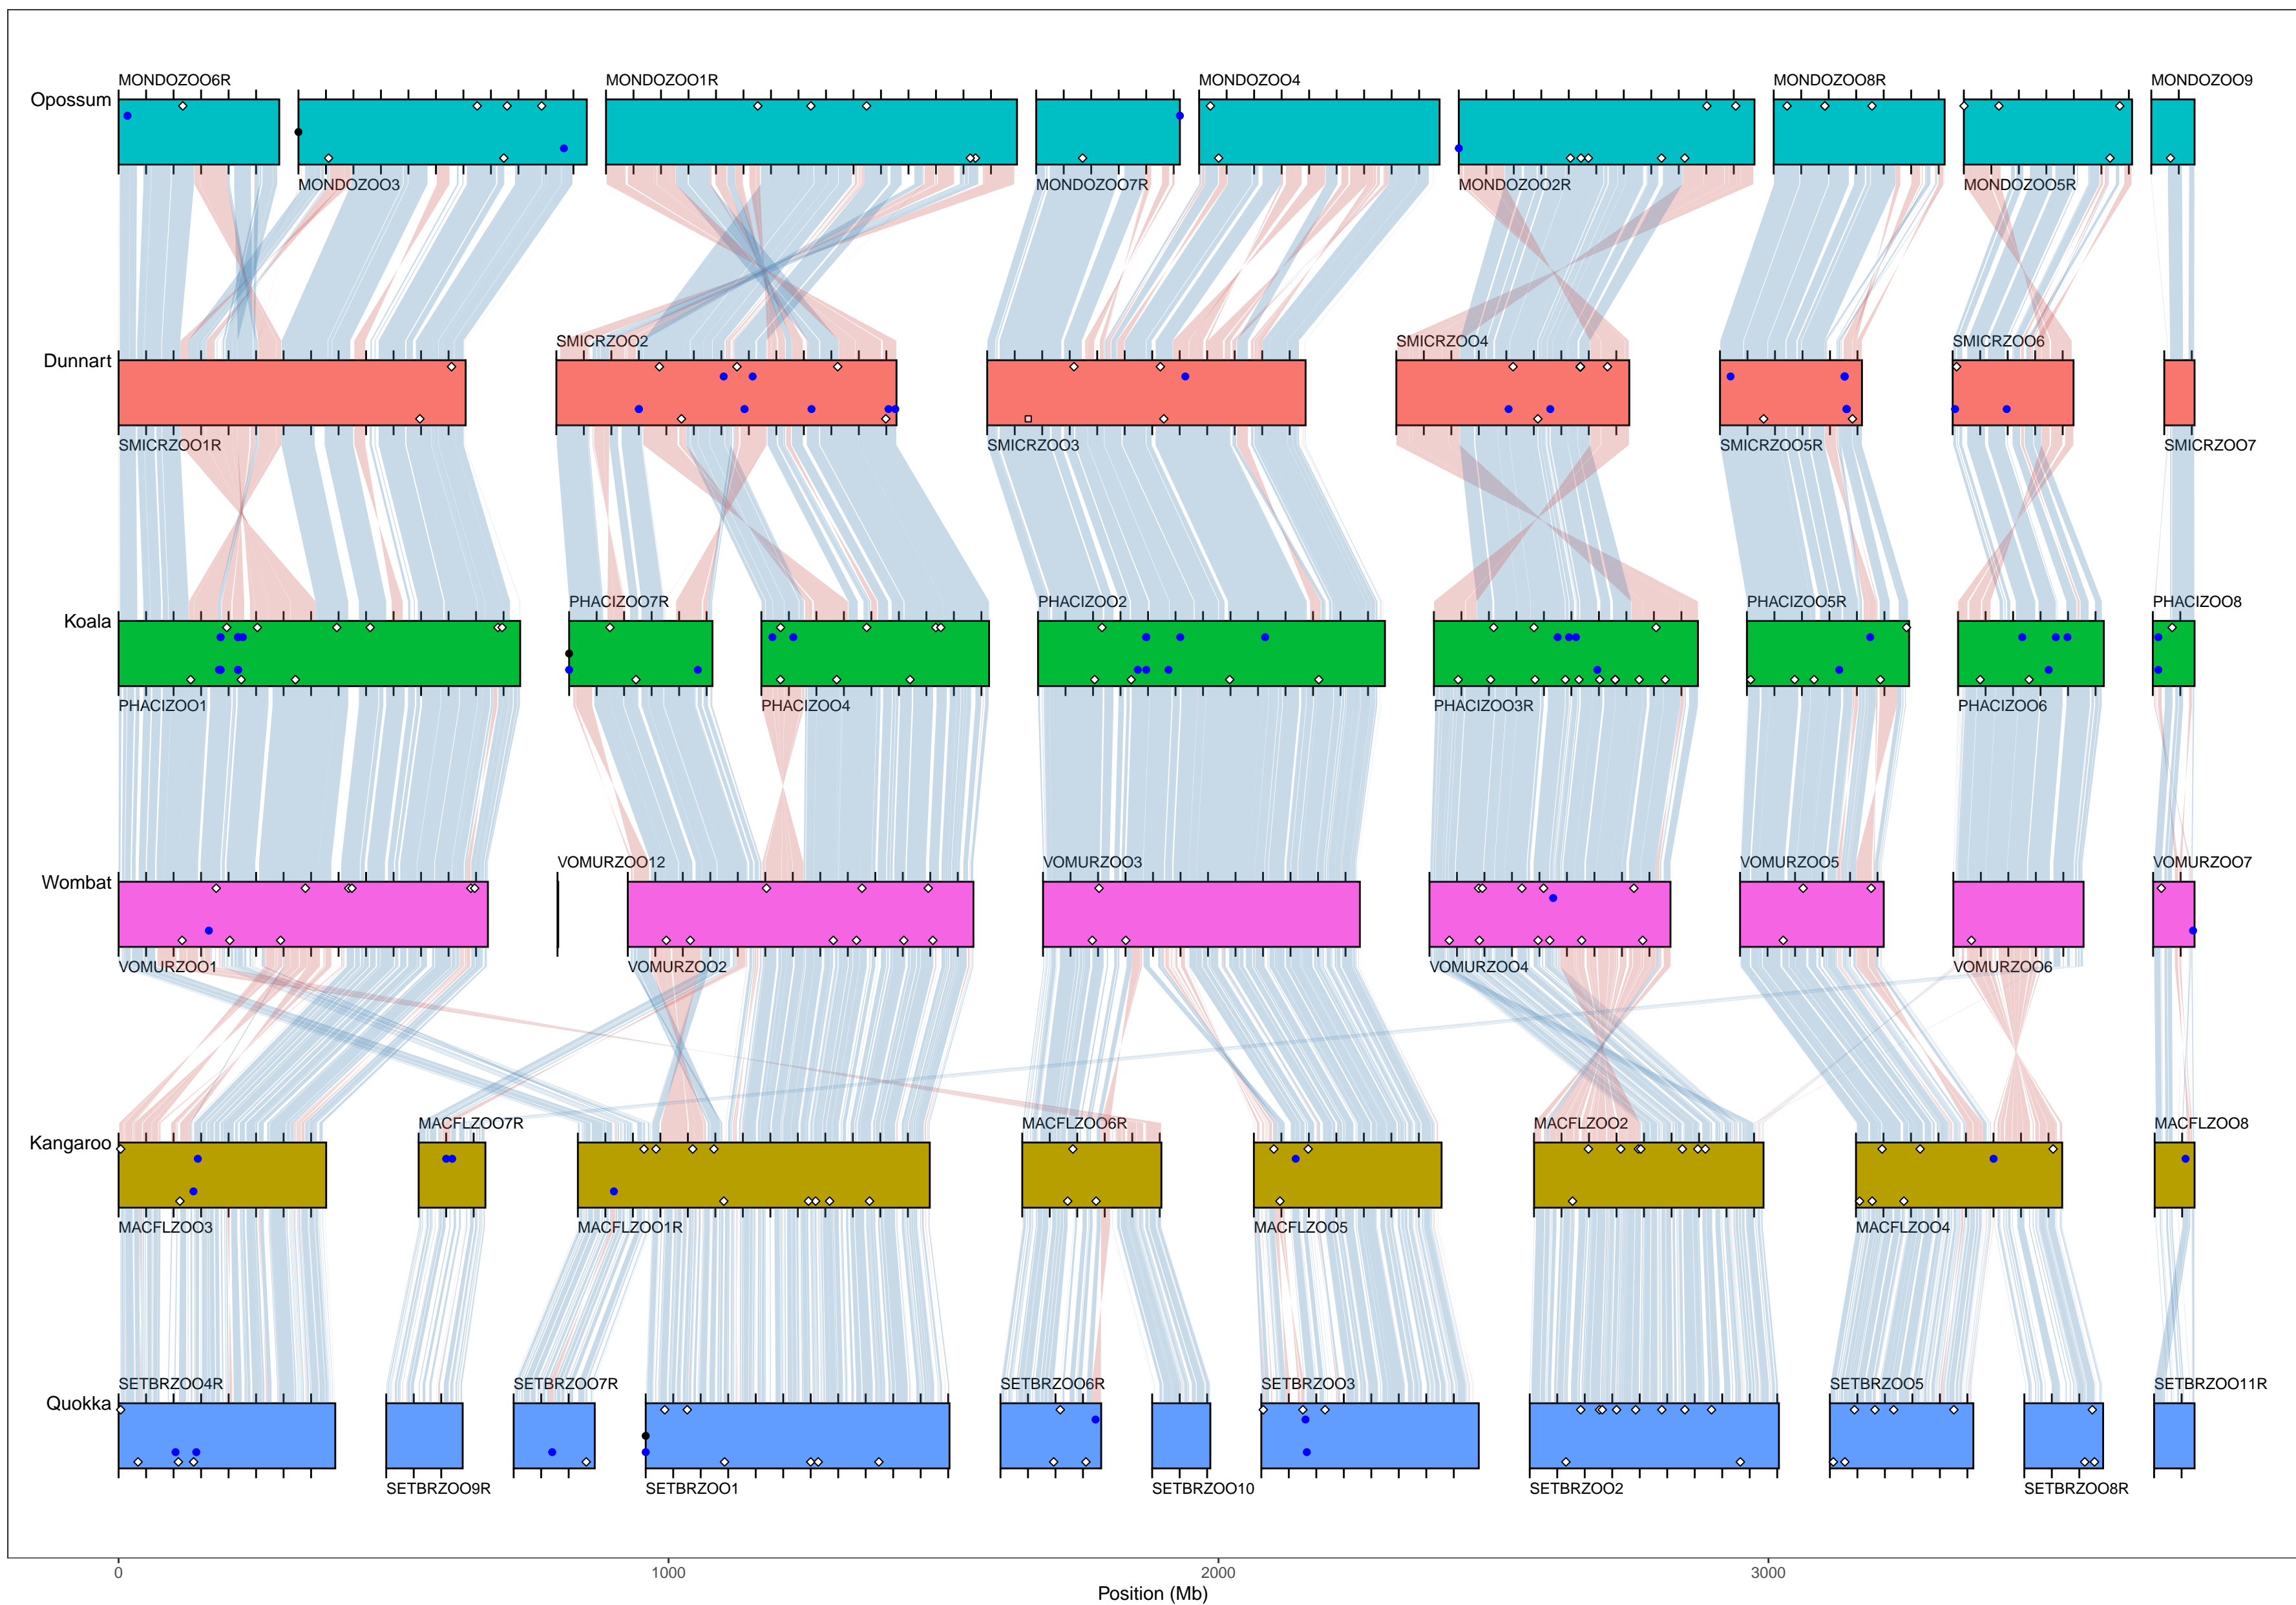 MONDOZOO6R MONDOZOO1R MONDOZOO4 MONDOZOO8R MONDOZOO9
Opossum
MONDOZOO3 MONDOZOO7R MONDOZOO2R MONDOZOO5R
SMICRZOO2 SMICRZOO4 SMICRZOO6
Dunnart
SMICRZOO1R SMICRZOO3 SMICRZOO5R SMICRZOO7
PHACIZOO7R PHACIZOO2 PHACIZOO5R PHACIZOO8
Koala
PHACIZOO1 PHACIZOO4 PHACIZOO3R PHACIZOO6
VOMURZOO12 VOMURZOO3 VOMURZOO5 VOMURZOO7
Wombat
VOMURZOO1 VOMURZOO2 VOMURZOO4 VOMURZOO6
MACFLZOO7R MACFLZOO6R MACFLZOO2 MACFLZOO8
Kangaroo
MACFLZOO3 MACFLZOO1R MACFLZOO5 MACFLZOO4
SETBRZOO4R SETBRZOO7R SETBRZOO6R SETBRZOO3 SETBRZOO5 SETBRZOO11R
Quokka
SETBRZOO9R SETBRZOO1 SETBRZOO10 SETBRZOO2 SETBRZOO8R
0 1000 2000 3000
Position (Mb)